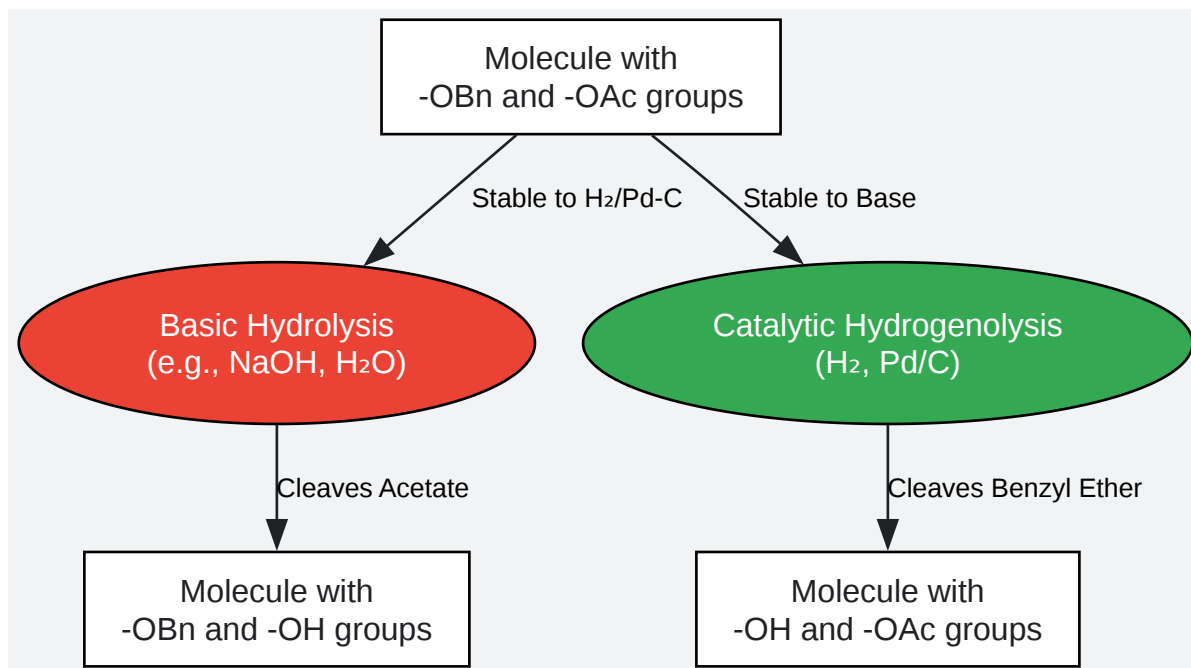 Molecule with
-OBn and -OAc groups
Stable to H₂/Pd-C
Stable to Base
Basic Hydrolysis
(e.g., NaOH, H₂O)
Catalytic Hydrogenolysis
(H₂, Pd/C)
Cleaves Acetate
Cleaves Benzyl Ether
Molecule with
-OBn and -OH groups
Molecule with
-OH and -OAc groups